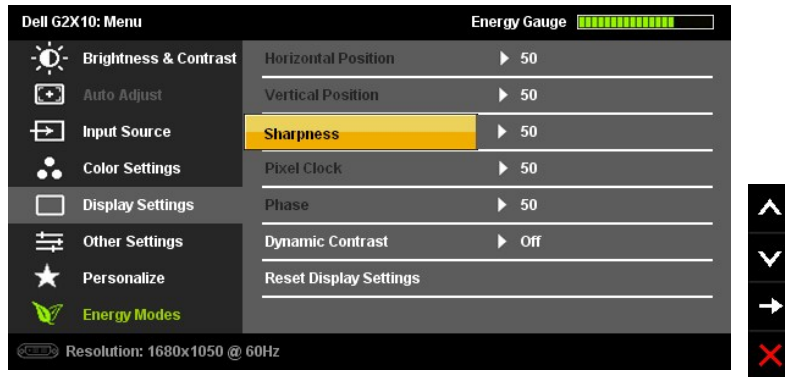 Dell G2X10: Menu
Energy Gauge
Brightness & Contrast
Auto Adjust
Input Source
Color Settings
Display Settings
Other Settings
Personalize
Energy Modes
Horizontal Position 50
Vertical Position 50
Sharpness 50
Pixel Clock 50
Phase 50
Dynamic Contrast Off
Reset Display Settings
Resolution: 1680x1050 @ 60Hz